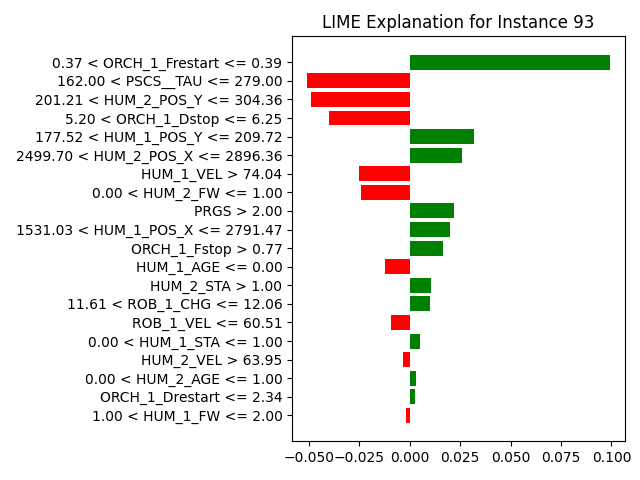 LIME Explanation for Instance 93
0.37 < ORCH_1_Frestart <= 0.39
162.00 < PSCS__TAU <= 279.00
201.21 < HUM_2_POS_Y <= 304.36
5.20 < ORCH_1_Dstop <= 6.25
177.52 < HUM_1_POS_Y <= 209.72
2499.70 < HUM_2_POS_X <= 2896.36
HUM_1_VEL > 74.04
0.00 < HUM_2_FW <= 1.00
PRGS > 2.00
1531.03 < HUM_1_POS_X <= 2791.47
ORCH_1_Fstop > 0.77
HUM_1_AGE <= 0.00
HUM_2_STA > 1.00
11.61 < ROB_1_CHG <= 12.06
ROB_1_VEL <= 60.51
0.00 < HUM_1_STA <= 1.00
HUM_2_VEL > 63.95
0.00 < HUM_2_AGE <= 1.00
ORCH_1_Drestart <= 2.34
1.00 < HUM_1_FW <= 2.00
−0.050 −0.025 0.000 0.025 0.050 0.075 0.100